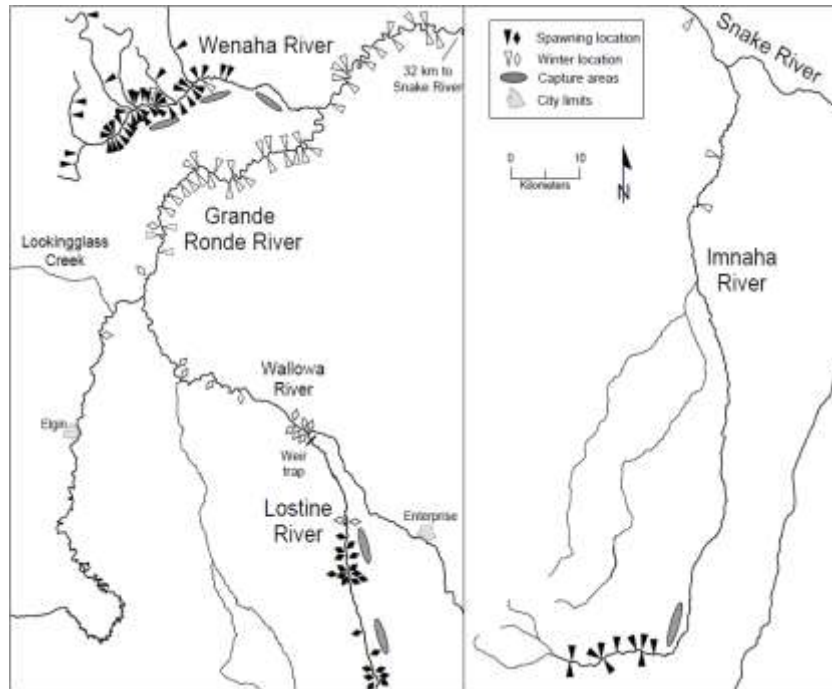 Wenaha River
32 km to
Snake River
Grande
Ronde River
Lookingglass
Creek
Wallowa
River
Elgin
Weir
trap
Lostine
River
Enterprise
Snake River
Spawning location
Winter location
Capture areas
City limits
0 10
Kilometers
N
Imnaha
River